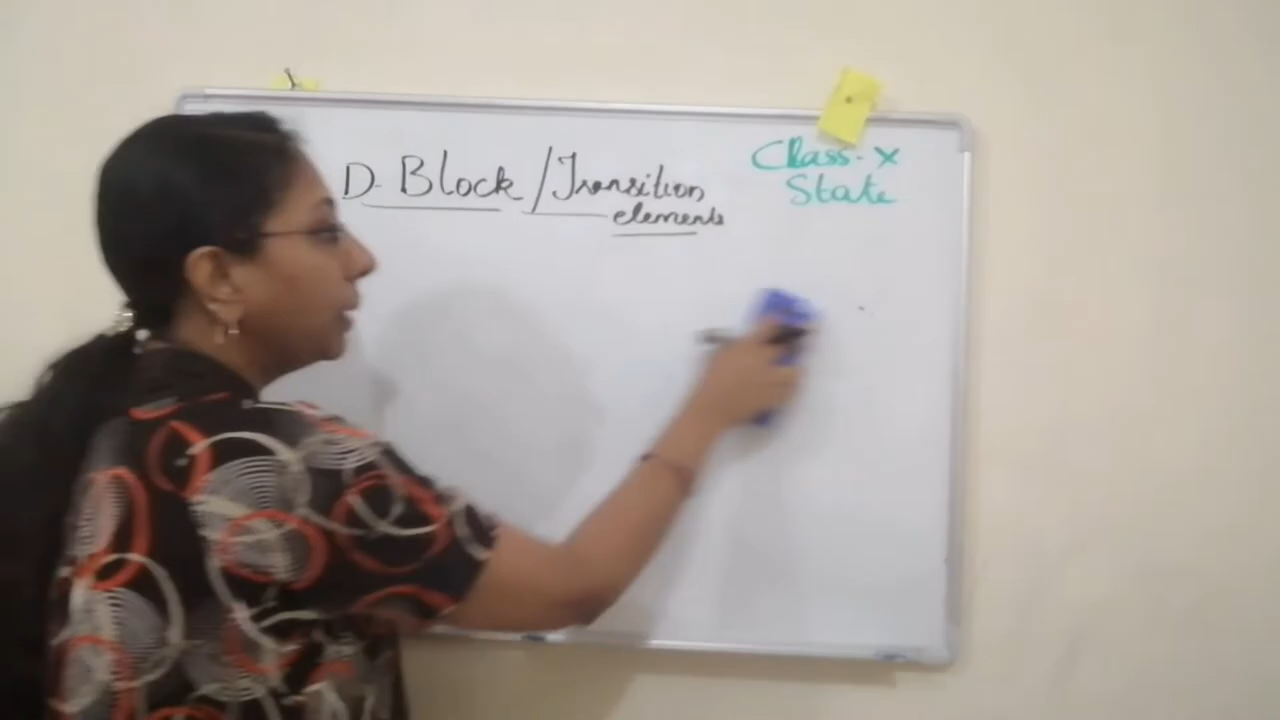 D- Block / Transition
elements
Class- X
State